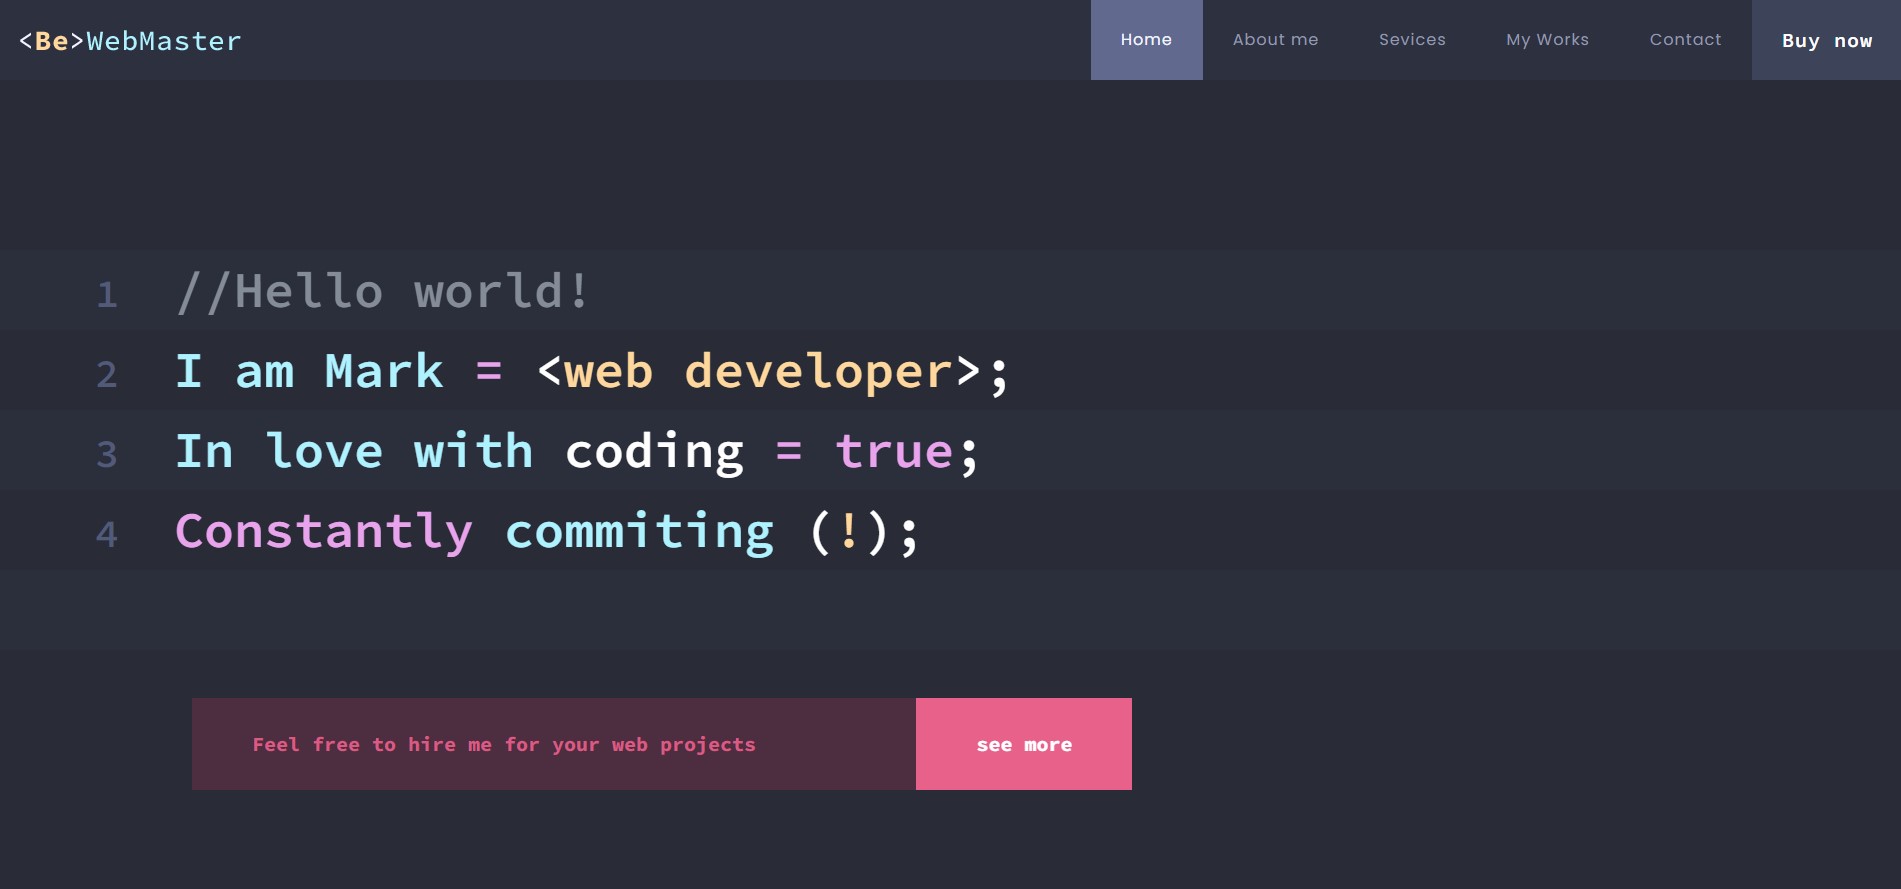 <Be>WebMaster
Home About me Sevices My Works Contact Buy now
1 //Hello world!
2 I am Mark = <web developer>;
3 In love with coding = true;
4 Constantly commiting (!);
Feel free to hire me for your web projects see more